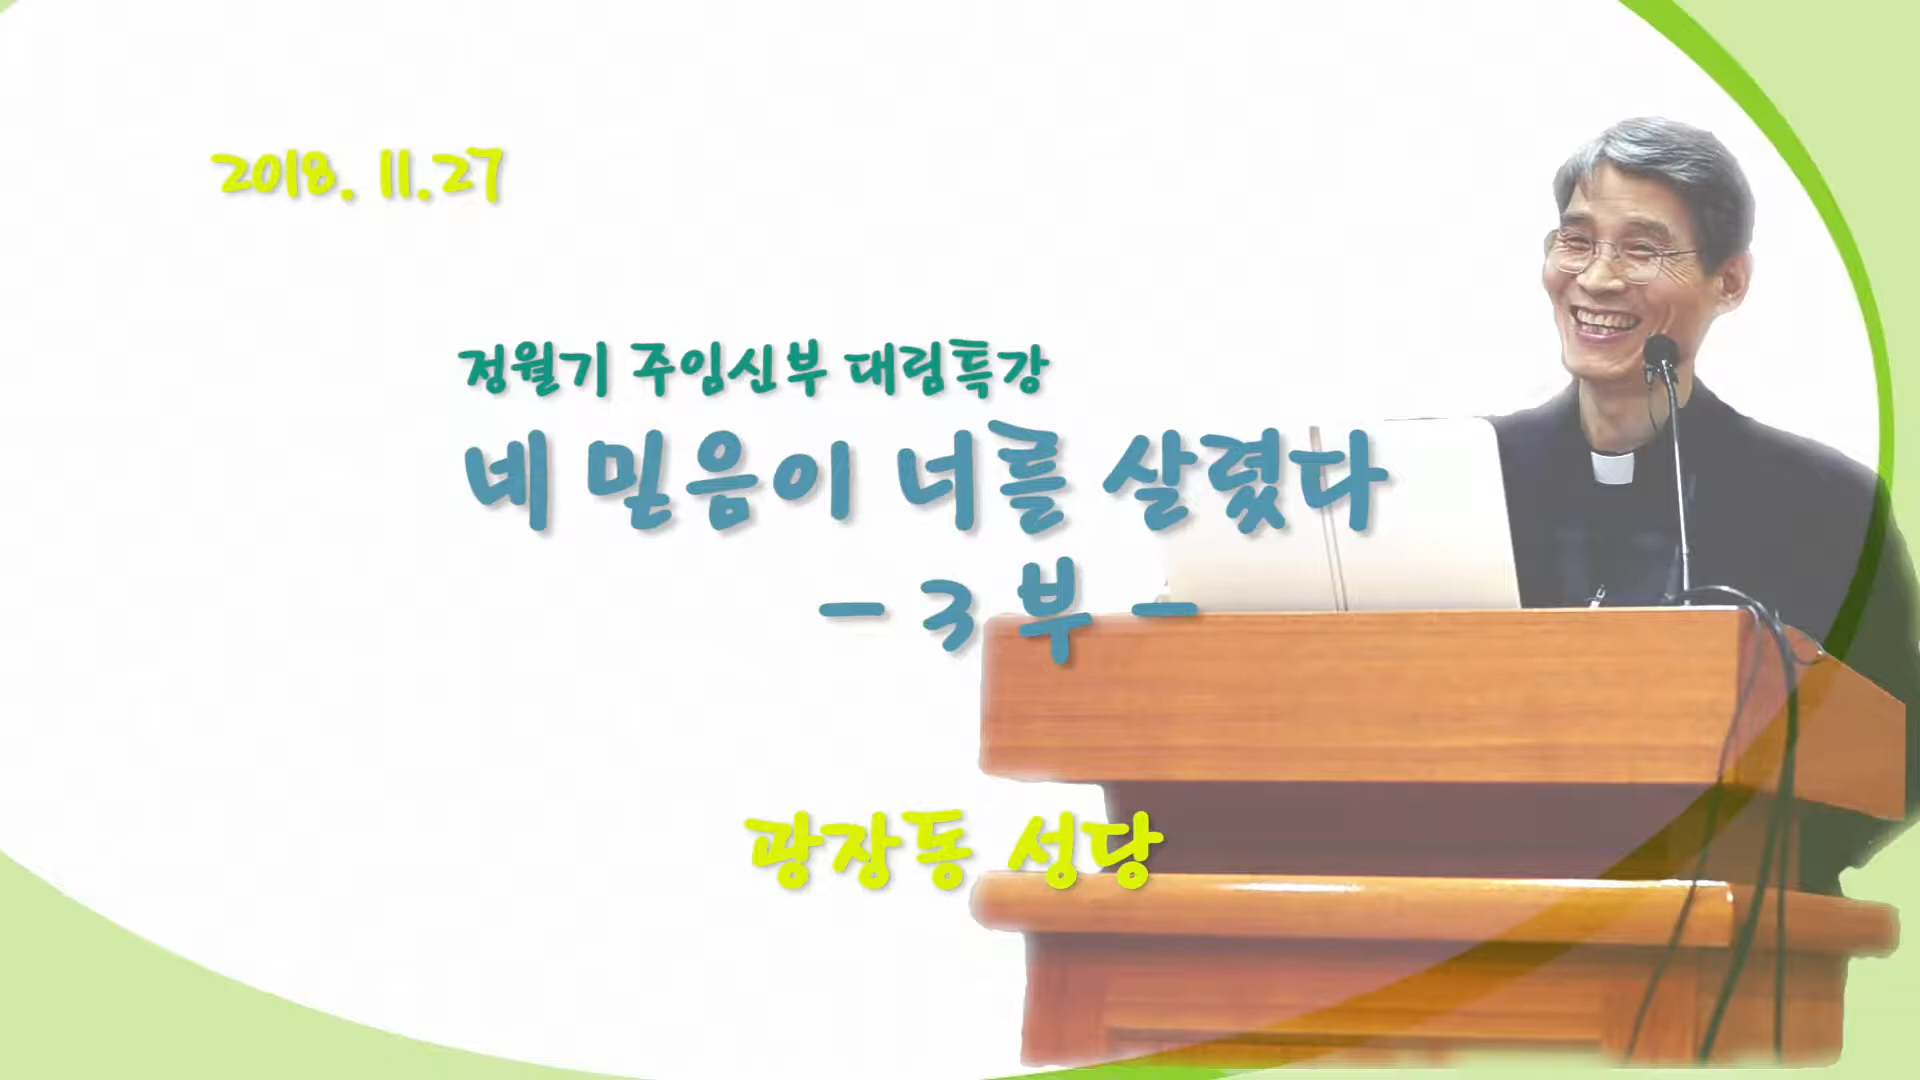 2018. 11.27
정월기 주임신부 대림특강
네 믿음이 너를 살렸다
- 3 부 -
광장동 성당